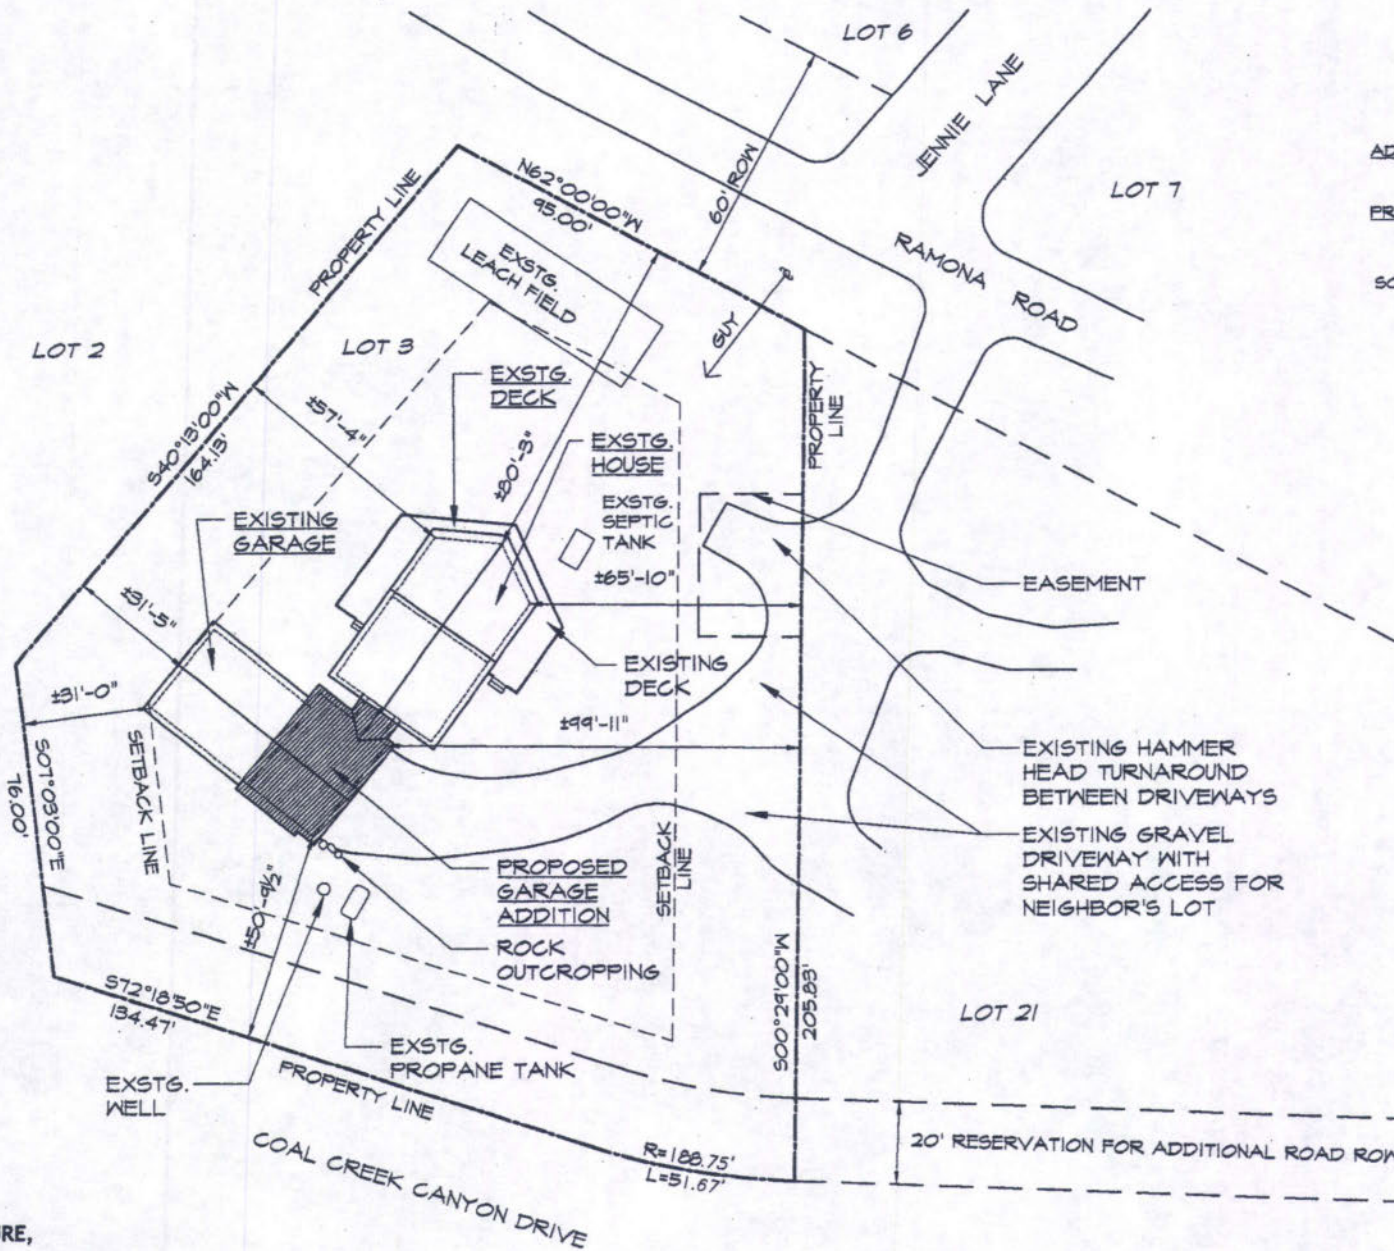 LOT 6
JENNIE LANE
LOT 7
60' ROW
RAMONA ROAD
PROPERTY LINE
N62°00'00"W
95.00'
EXSTG.
LEACH FIELD
GUY
LOT 2
LOT 3
EXSTG.
DECK
±57'-4"
±80'-3"
EXSTG.
HOUSE
PROPERTY
LINE
S40°13'00"W
164.13'
EXISTING
GARAGE
EXSTG.
SEPTIC
TANK
±65'-10"
EASEMENT
±31'-5"
±31'-0"
EXISTING
DECK
±99'-11"
EXISTING HAMMER
HEAD TURNAROUND
BETWEEN DRIVEWAYS
SETBACK LINE
S07°03'00"E
76.00'
SETBACK
LINE
EXISTING GRAVEL
DRIVEWAY WITH
SHARED ACCESS FOR
NEIGHBOR'S LOT
PROPOSED
GARAGE
ADDITION
±50'-9½"
ROCK
OUTCROPPING
S72°18'50"E
134.47'
S00°29'00"W
205.83'
LOT 21
EXSTG.
PROPANE TANK
EXSTG.
WELL
PROPERTY LINE
20' RESERVATION FOR ADDITIONAL ROAD ROW
R=188.75'
L=51.67'
COAL CREEK CANYON DRIVE